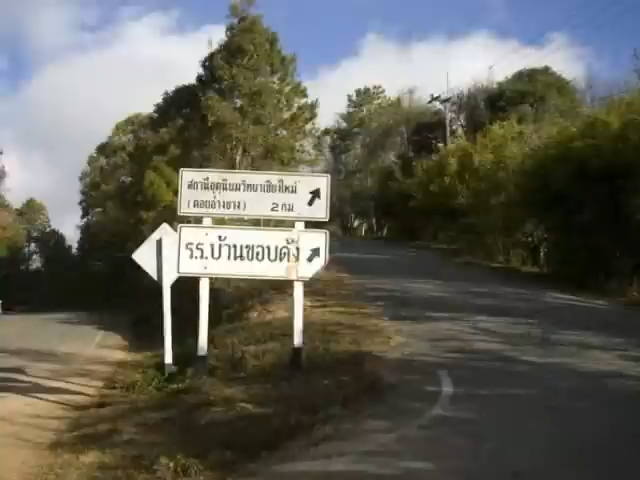 สถานีอุตุนิยมวิทยาเชียงใหม่
(ดอยอ่างขาง) 2 กม.
ร.ร.บ้านขอบด้ง